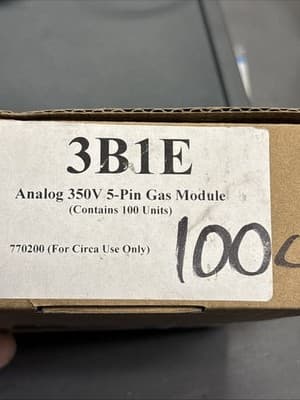 3B1E
Analog 350V 5-Pin Gas Module
(Contains 100 Units)
770200 (For Circa Use Only)
100